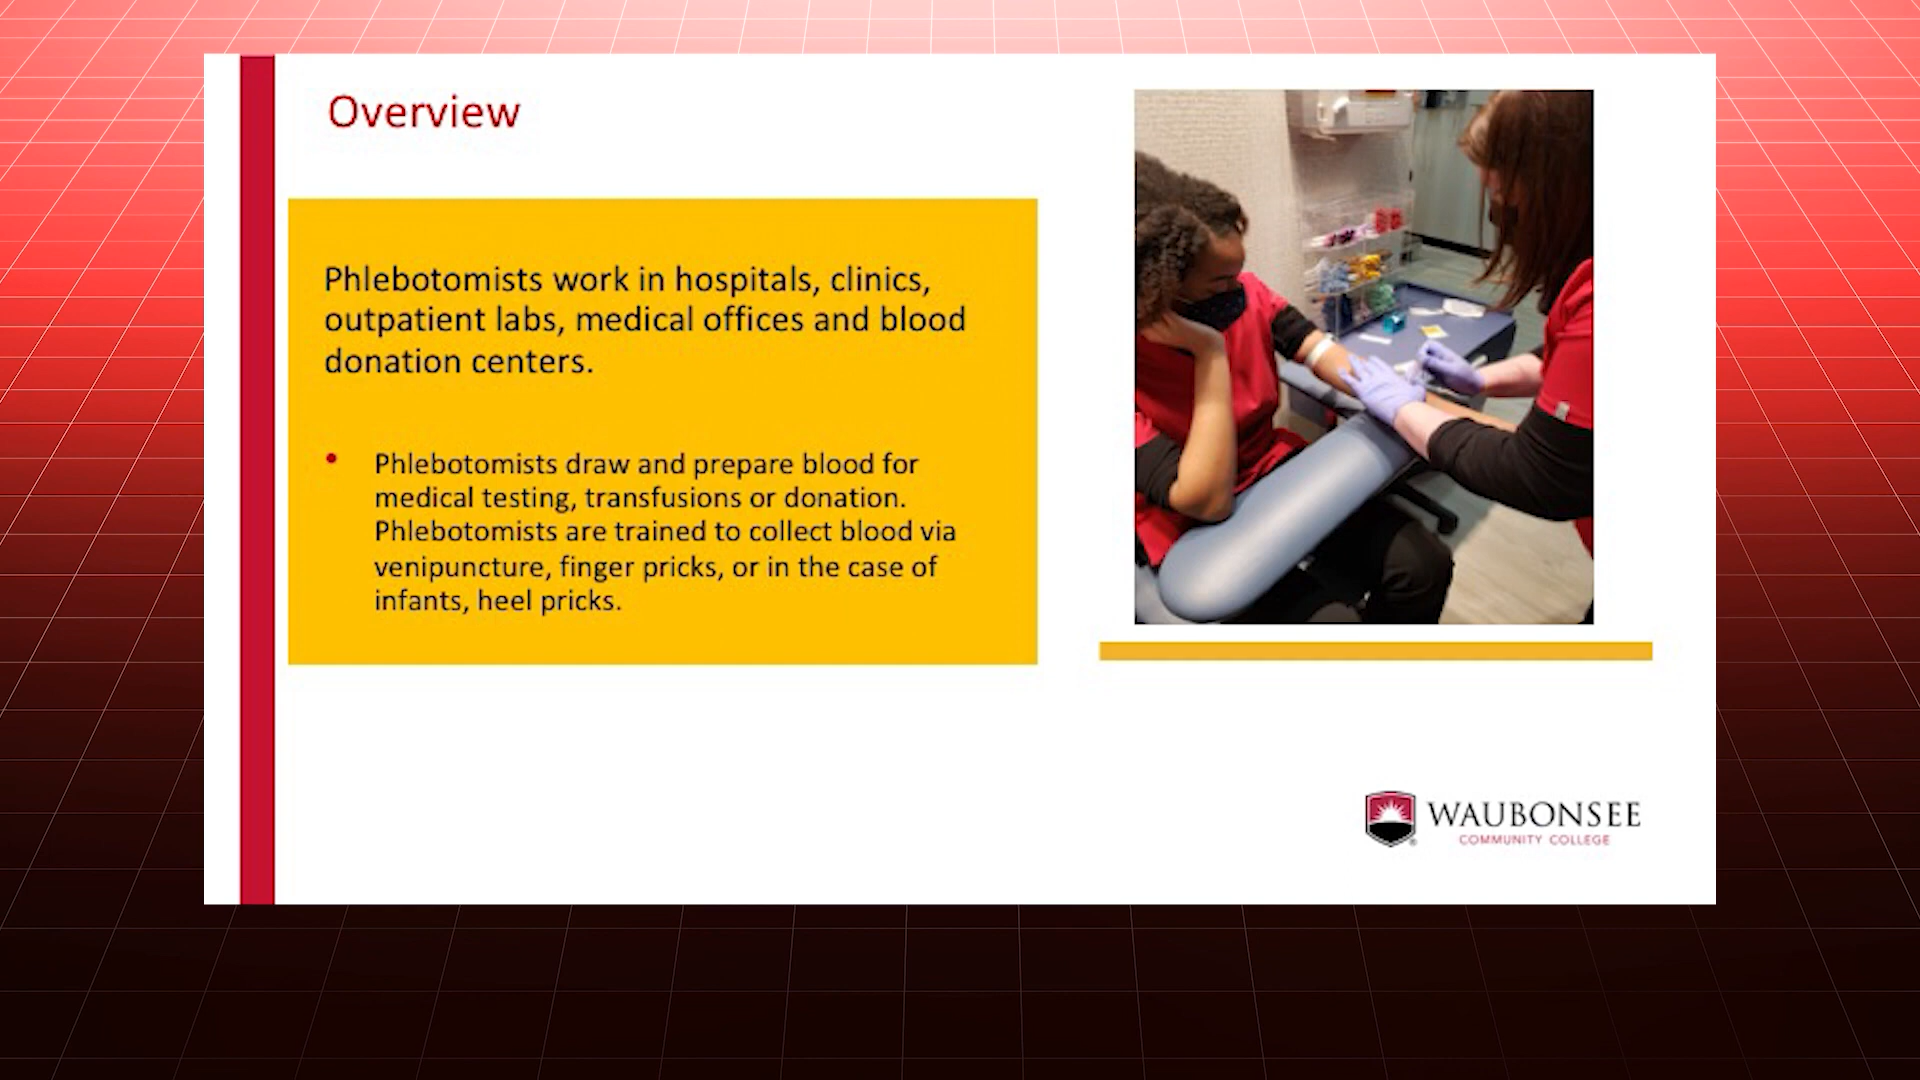 Overview
Phlebotomists work in hospitals, clinics,
outpatient labs, medical offices and blood
donation centers.
• Phlebotomists draw and prepare blood for
medical testing, transfusions or donation.
Phlebotomists are trained to collect blood via
venipuncture, finger pricks, or in the case of
infants, heel pricks.
WAUBONSEE
COMMUNITY COLLEGE